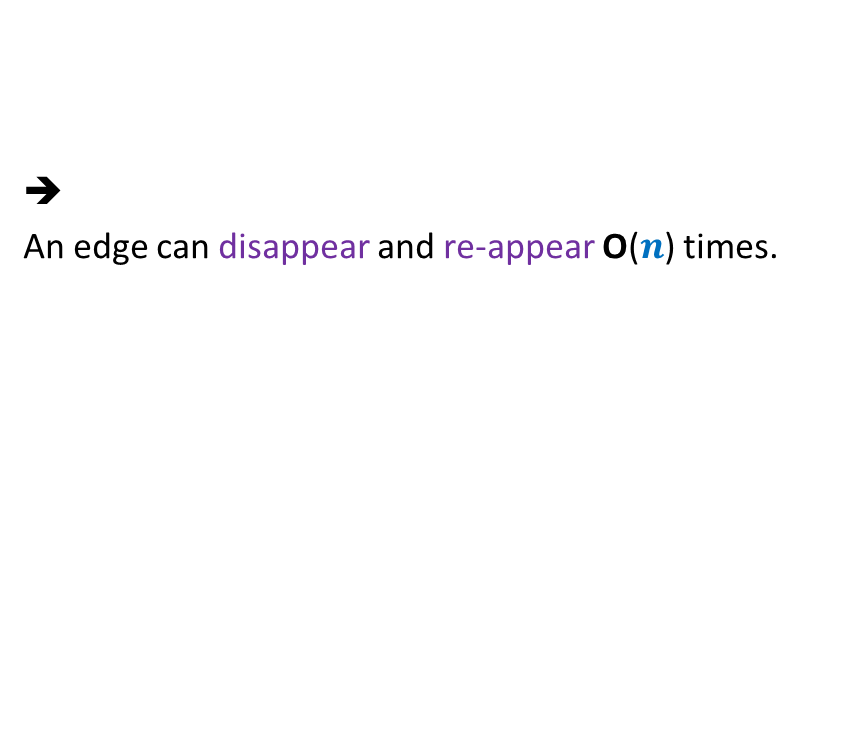 ➔
An edge can disappear and re-appear O(n) times.